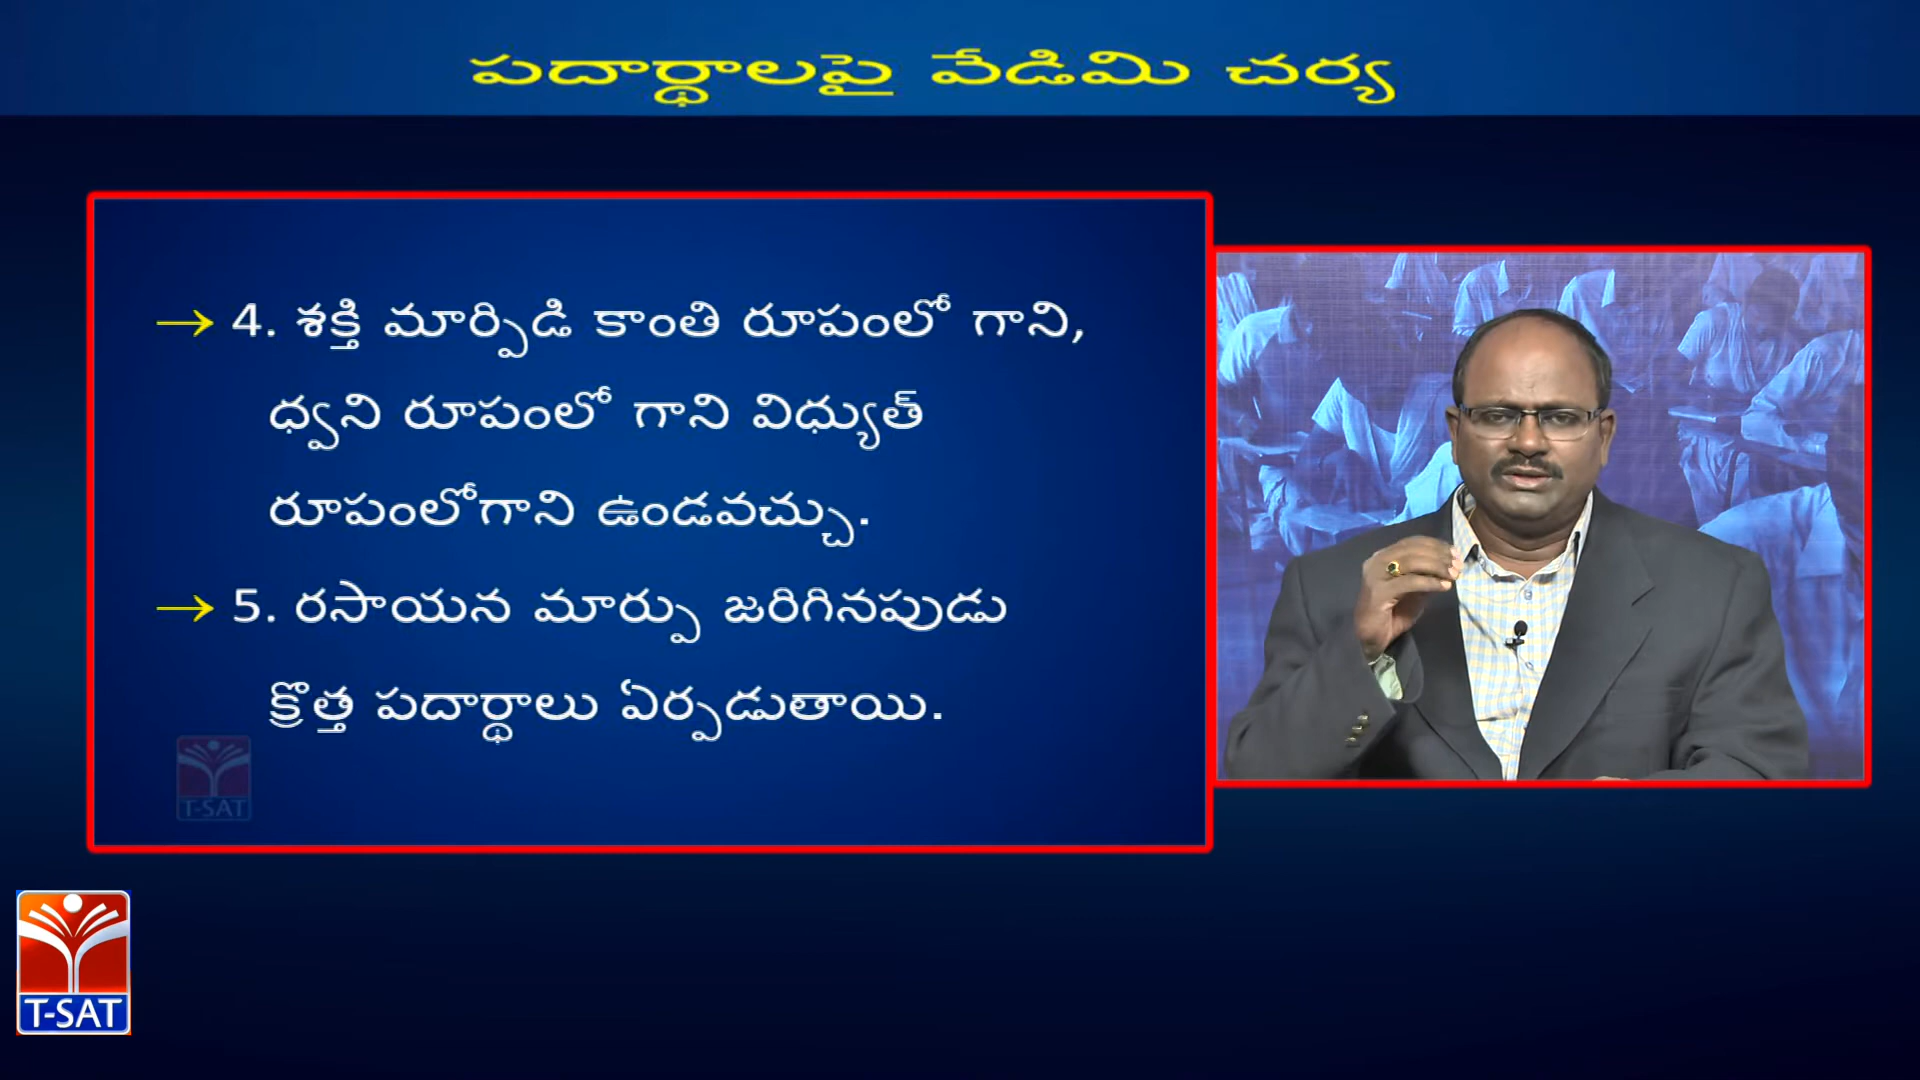 పదార్థాలపై వేడిమి చర్య
→ 4. శక్తి మార్పిడి కాంతి రూపంలో గాని,
ధ్వని రూపంలో గాని విధ్యుత్
రూపంలోగాని ఉండవచ్చు.
→ 5. రసాయన మార్పు జరిగినపుడు
క్రొత్త పదార్థాలు ఏర్పడుతాయి.
T-SAT
T-SAT